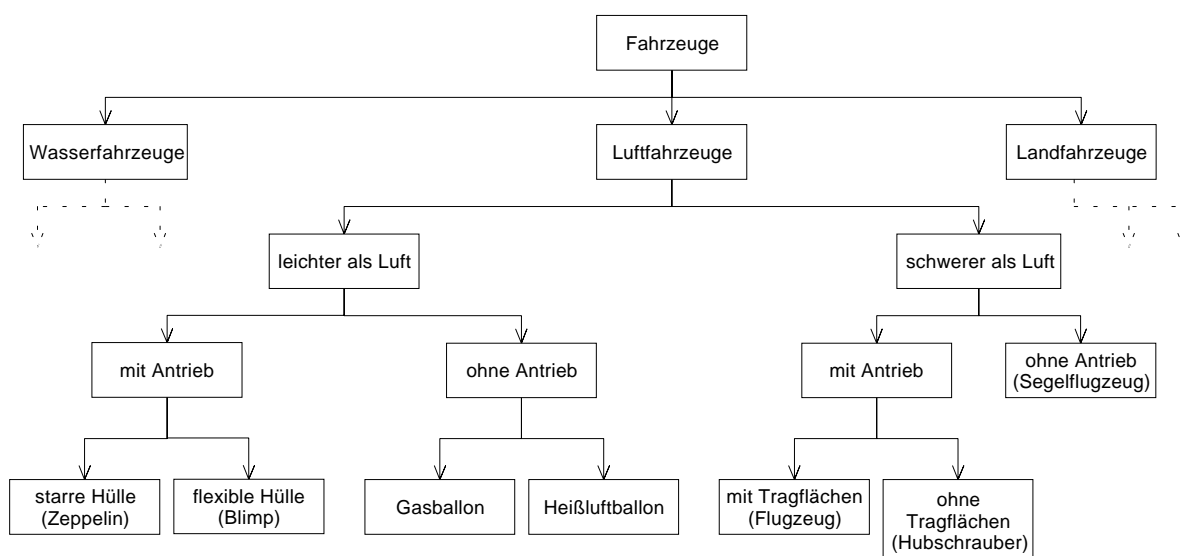 Fahrzeuge
Wasserfahrzeuge
Luftfahrzeuge
Landfahrzeuge
leichter als Luft
schwerer als Luft
mit Antrieb
ohne Antrieb
mit Antrieb
ohne Antrieb
(Segelflugzeug)
starre Hülle
(Zeppelin)
flexible Hülle
(Blimp)
Gasballon
Heißluftballon
mit Tragflächen
(Flugzeug)
ohne
Tragflächen
(Hubschrauber)